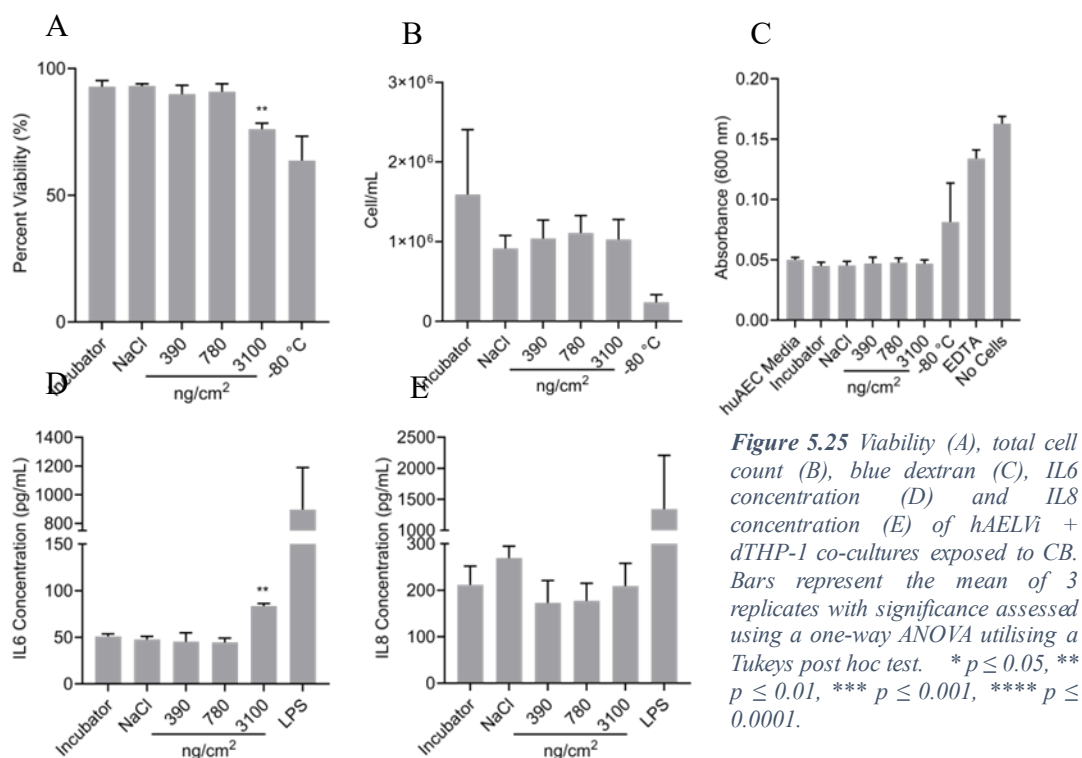 A
B
C
100
50
0
Percent Viability (%)
**
Incubator
NaCl
390
780
3100
-80 °C
ng/cm²
3×10⁶
2×10⁶
1×10⁶
0
Cell/mL
Incubator
NaCl
390
780
3100
-80 °C
ng/cm²
0.20
0.15
0.10
0.05
0.00
Absorbance (600 nm)
huAEC Media
Incubator
NaCl
390
780
3100
-80 °C
EDTA
No Cells
ng/cm²
D
E
1400
1200
1000
800
150
100
50
0
IL6 Concentration (pg/mL)
**
Incubator
NaCl
390
780
3100
LPS
ng/cm²
2500
2000
1500
1000
300
200
100
0
IL8 Concentration (pg/mL)
Incubator
NaCl
390
780
3100
LPS
ng/cm²
Figure 5.25 Viability (A), total cell
count (B), blue dextran (C), IL6
concentration (D) and IL8
concentration (E) of hAELVi +
dTHP-1 co-cultures exposed to CB.
Bars represent the mean of 3
replicates with significance assessed
using a one-way ANOVA utilising a
Tukeys post hoc test. * p ≤ 0.05, **
p ≤ 0.01, *** p ≤ 0.001, **** p ≤
0.0001.